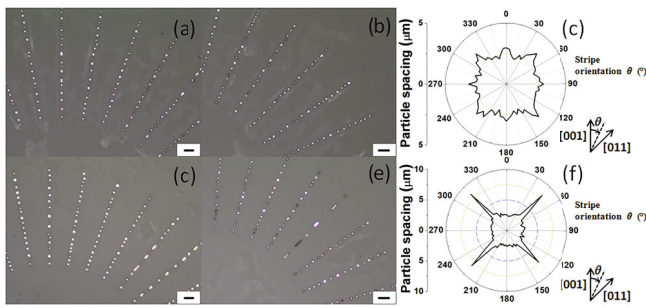 (a)
(b)
(c)
Particle spacing (μm)
5
0
5
0
30
60
90
120
150
180
210
240
270
300
330
Stripe
orientation θ (°)
[001]
θ
[011]
(d)
(e)
(f)
Particle spacing (μm)
10
5
0
5
10
0
30
60
90
120
150
180
210
240
270
300
330
Stripe
orientation θ (°)
[001]
θ
[011]